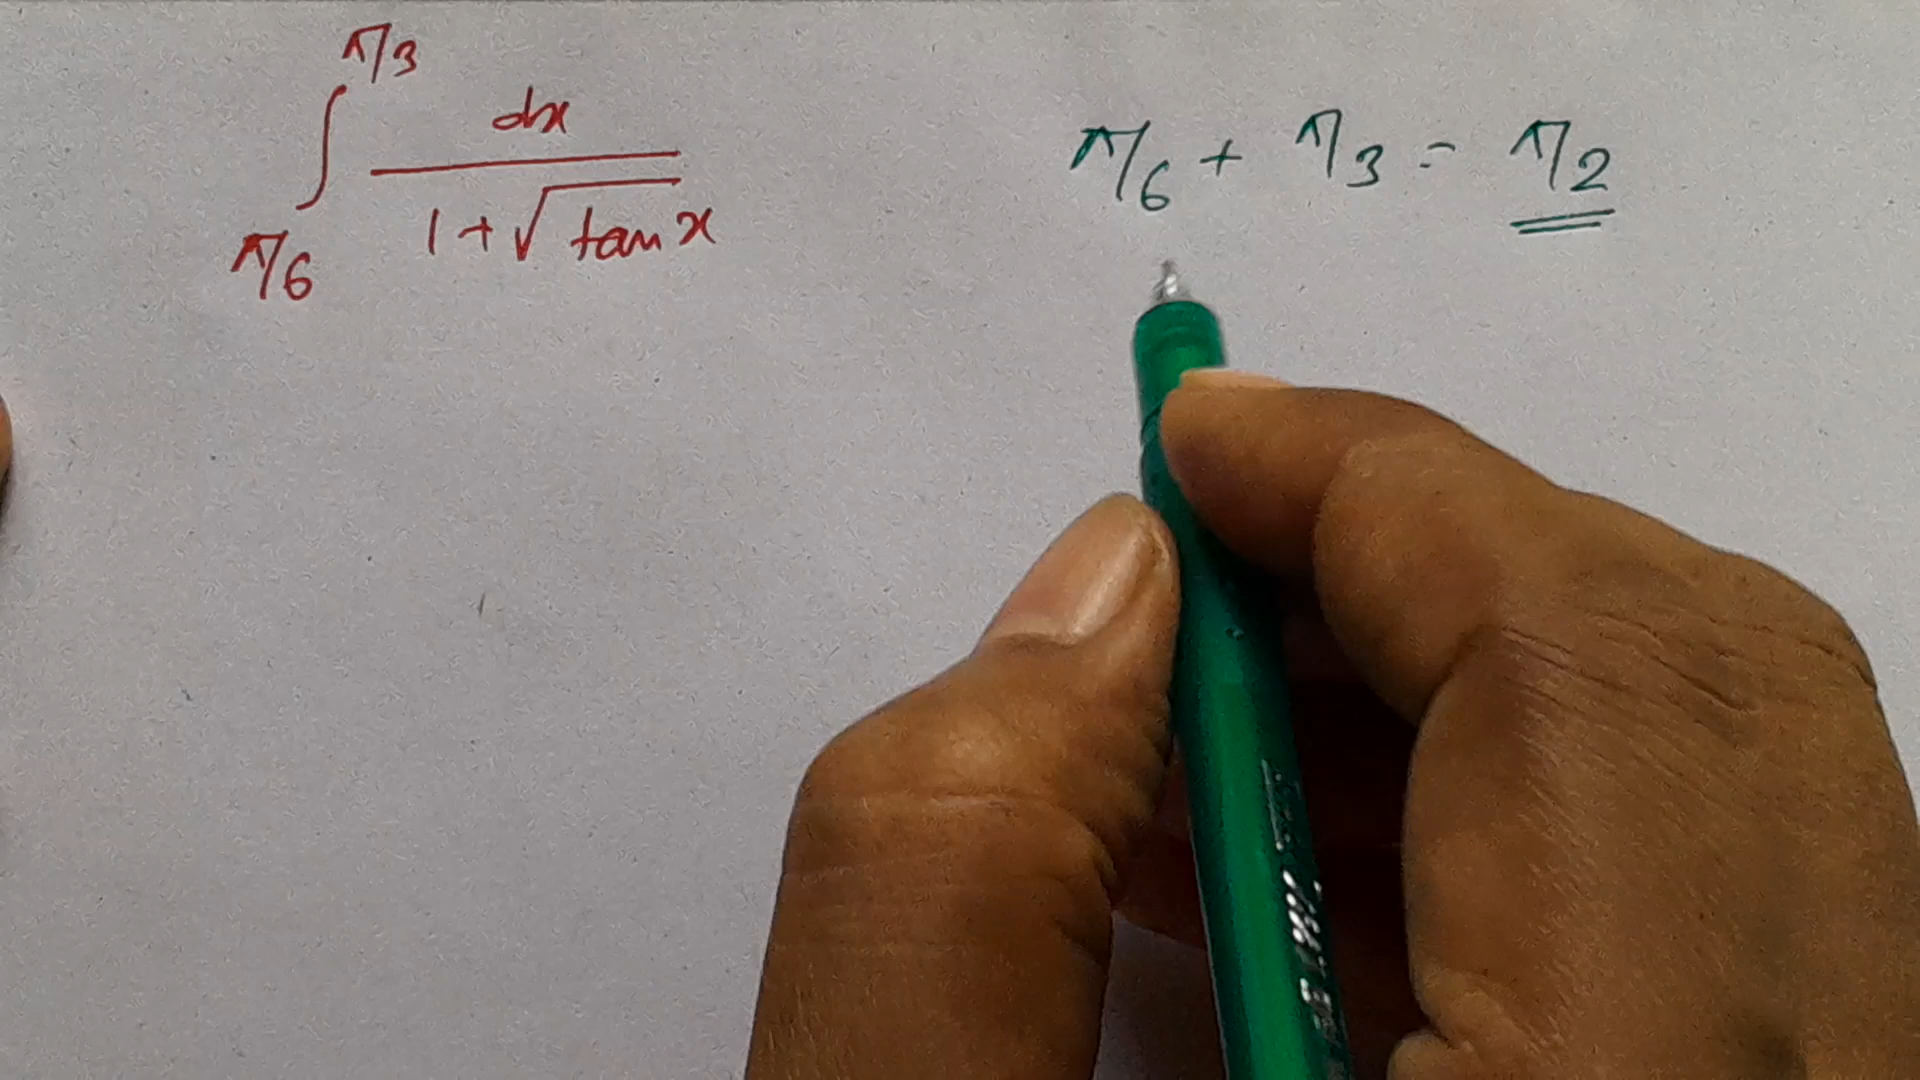 ∫_{π/6}^{π/3} dx / (1 + √tan x)
π/6 + π/3 = π/2